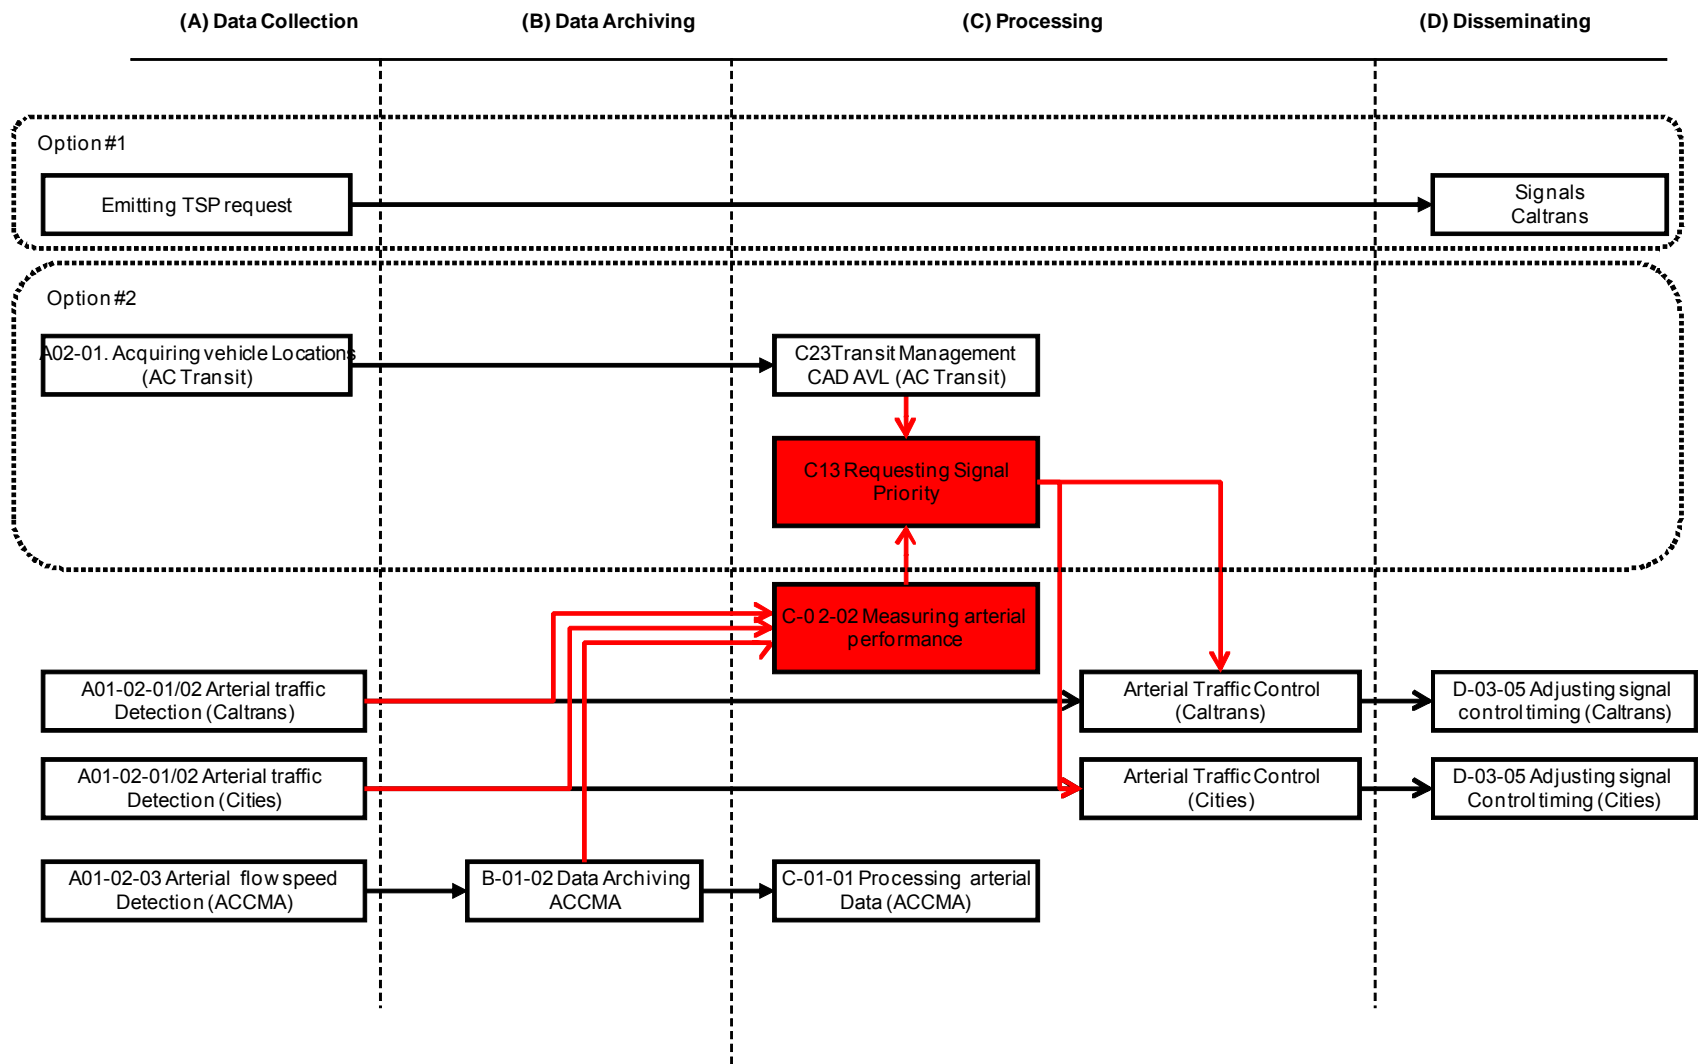 (A) Data Collection
(B) Data Archiving
(C) Processing
(D) Disseminating
Option #1
Emitting TSP request
Signals
Caltrans
Option #2
A02-01. Acquiring vehicle Locations
(AC Transit)
C23Transit Management
CAD AVL (AC Transit)
C13 Requesting Signal
Priority
C-0 2-02 Measuring arterial
performance
A01-02-01/02 Arterial traffic
Detection (Caltrans)
Arterial Traffic Control
(Caltrans)
D-03-05 Adjusting signal
control timing (Caltrans)
A01-02-01/02 Arterial traffic
Detection (Cities)
Arterial Traffic Control
(Cities)
D-03-05 Adjusting signal
Control timing (Cities)
A01-02-03 Arterial flow speed
Detection (ACCMA)
B-01-02 Data Archiving
ACCMA
C-01-01 Processing arterial
Data (ACCMA)